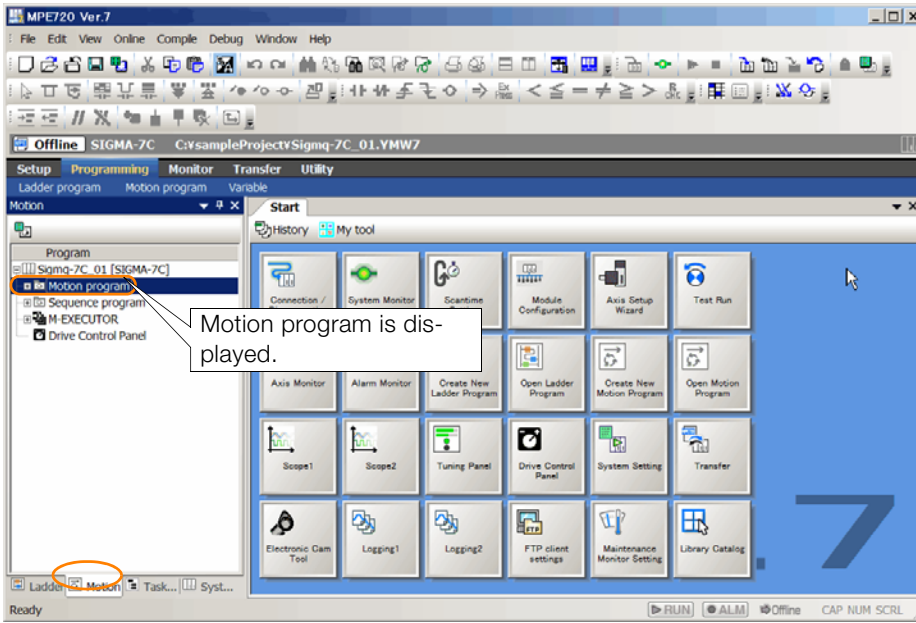 MPE720 Ver.7
File Edit View Online Compile Debug Window Help
Offline SIGMA-7C C:¥sampleProject¥Sigmq-7C_01.YMW7
Setup Programming Monitor Transfer Utility
Ladder program Motion program Variable
Motion
Start
History My tool
Program
Sigmq-7C_01 [SIGMA-7C]
Motion program
Sequence program
M-EXECUTOR
Drive Control Panel
Motion program is dis-
played.
Connection /
System Monitor
Scantime
Module
Configuration
Axis Setup
Wizard
Test Run
Axis Monitor
Alarm Monitor
Create New
Ladder Program
Open Ladder
Program
Create New
Motion Program
Open Motion
Program
Scope1
Scope2
Tuning Panel
Drive Control
Panel
System Setting
Transfer
Electronic Cam
Tool
Logging1
Logging2
FTP client
settings
Maintenance
Monitor Setting
Library Catalog
.7
Ladder Motion Task... Syst...
Ready RUN ALM Offline CAP NUM SCRL